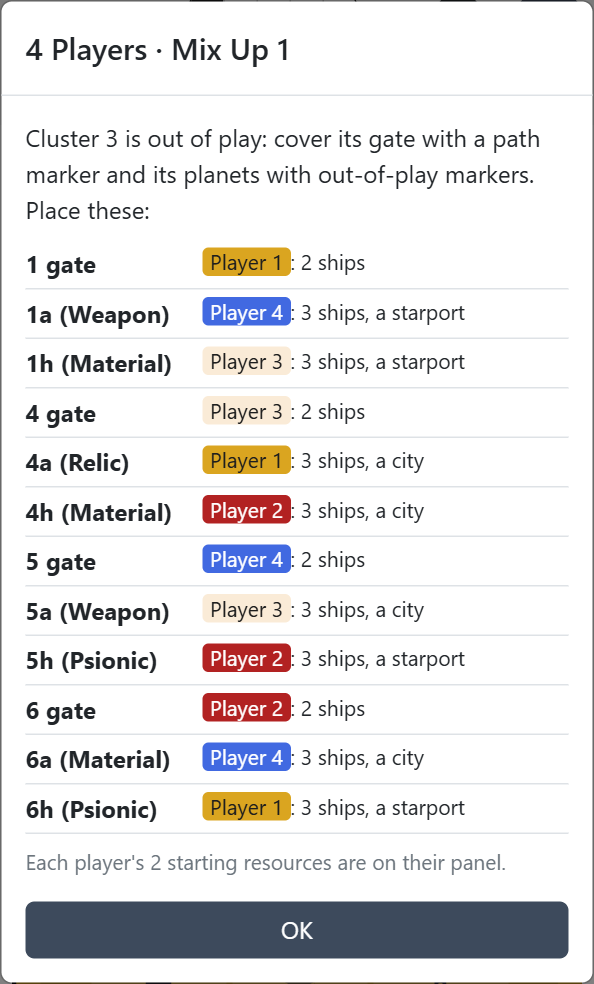 4 Players · Mix Up 1
Cluster 3 is out of play: cover its gate with a path
marker and its planets with out-of-play markers.
Place these:
1 gate Player 1: 2 ships
1a (Weapon) Player 4: 3 ships, a starport
1h (Material) Player 3: 3 ships, a starport
4 gate Player 3: 2 ships
4a (Relic) Player 1: 3 ships, a city
4h (Material) Player 2: 3 ships, a city
5 gate Player 4: 2 ships
5a (Weapon) Player 3: 3 ships, a city
5h (Psionic) Player 2: 3 ships, a starport
6 gate Player 2: 2 ships
6a (Material) Player 4: 3 ships, a city
6h (Psionic) Player 1: 3 ships, a starport
Each player's 2 starting resources are on their panel.
OK